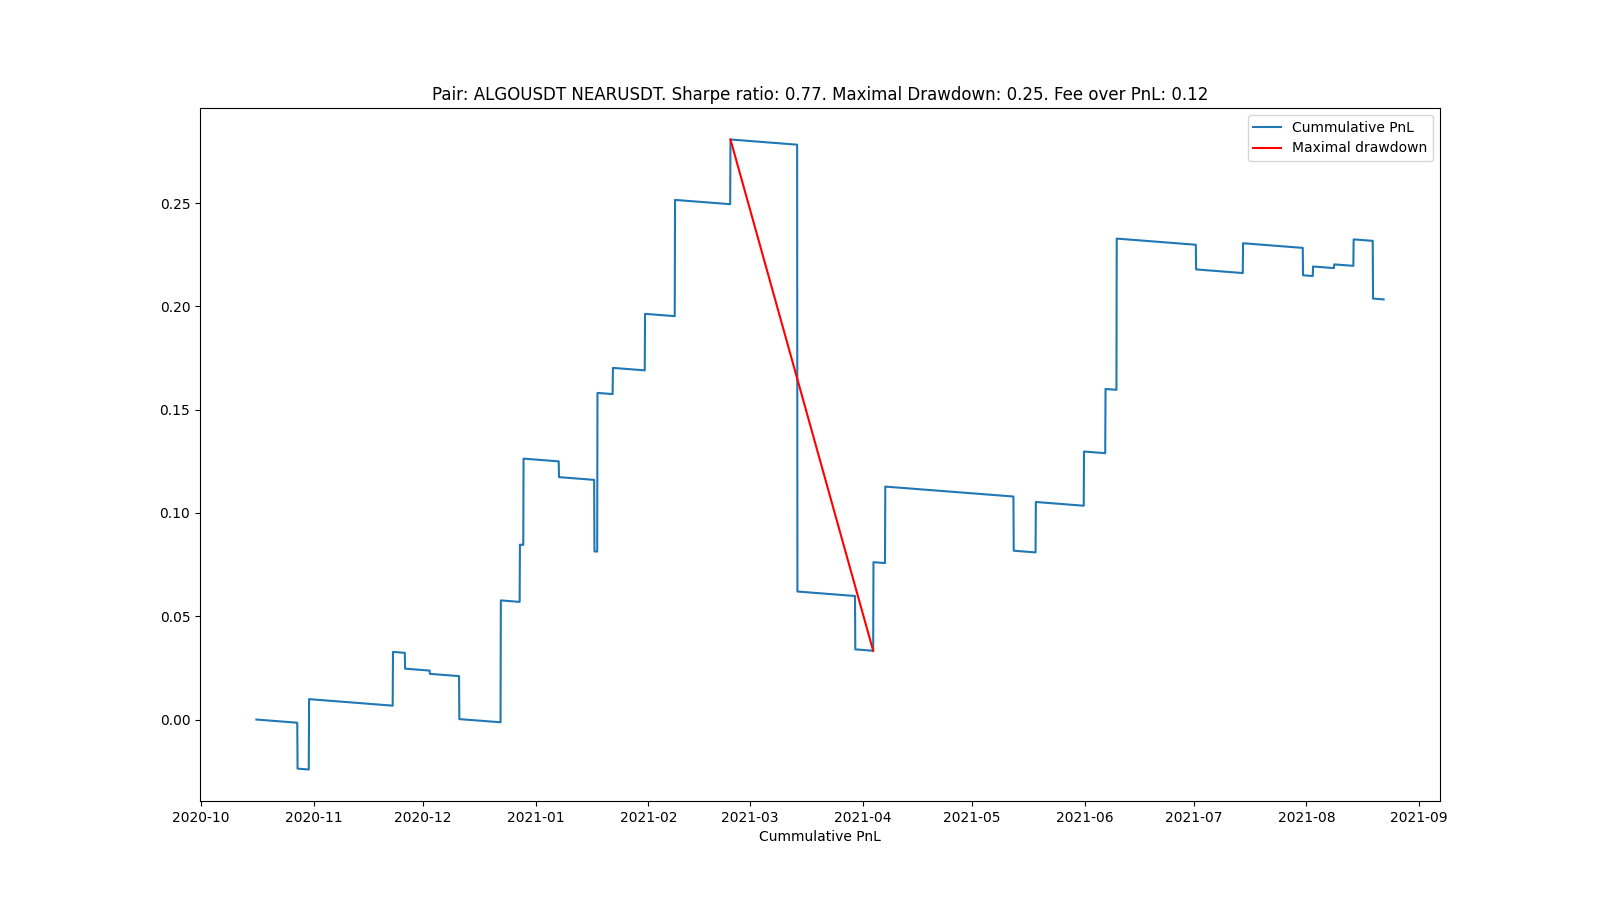 Pair: ALGOUSDT NEARUSDT. Sharpe ratio: 0.77. Maximal Drawdown: 0.25. Fee over PnL: 0.12
Cummulative PnL
Maximal drawdown
0.25
0.20
0.15
0.10
0.05
0.00
2020-10 2020-11 2020-12 2021-01 2021-02 2021-03 2021-04 2021-05 2021-06 2021-07 2021-08 2021-09
Cummulative PnL